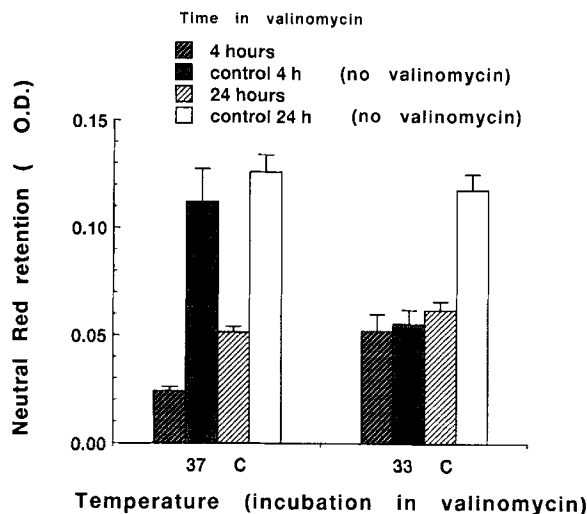 Time in valinomycin
4 hours
control 4 h (no valinomycin)
24 hours
control 24 h (no valinomycin)
Neutral Red retention ( O.D.)
0.15
0.10
0.05
0.00
37 C
33 C
Temperature (incubation in valinomycin)